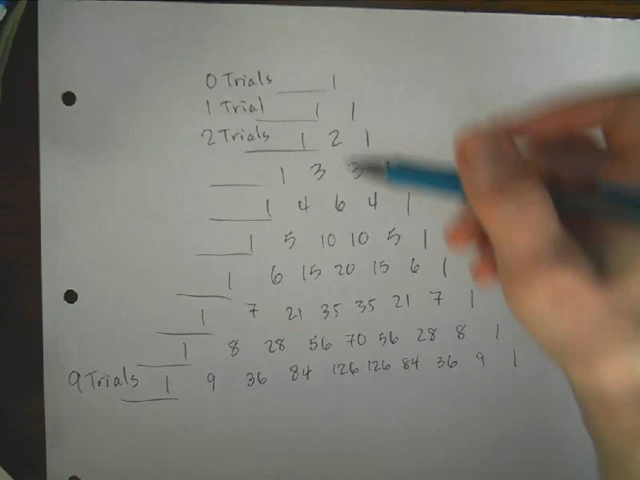 0 Trials 1
1 Trial 1 1
2 Trials 1 2 1
1 3 3 1
1 4 6 4 1
1 5 10 10 5 1
1 6 15 20 15 6 1
1 7 21 35 35 21 7 1
1 8 28 56 70 56 28 8 1
9 Trials 1 9 36 84 126 126 84 36 9 1